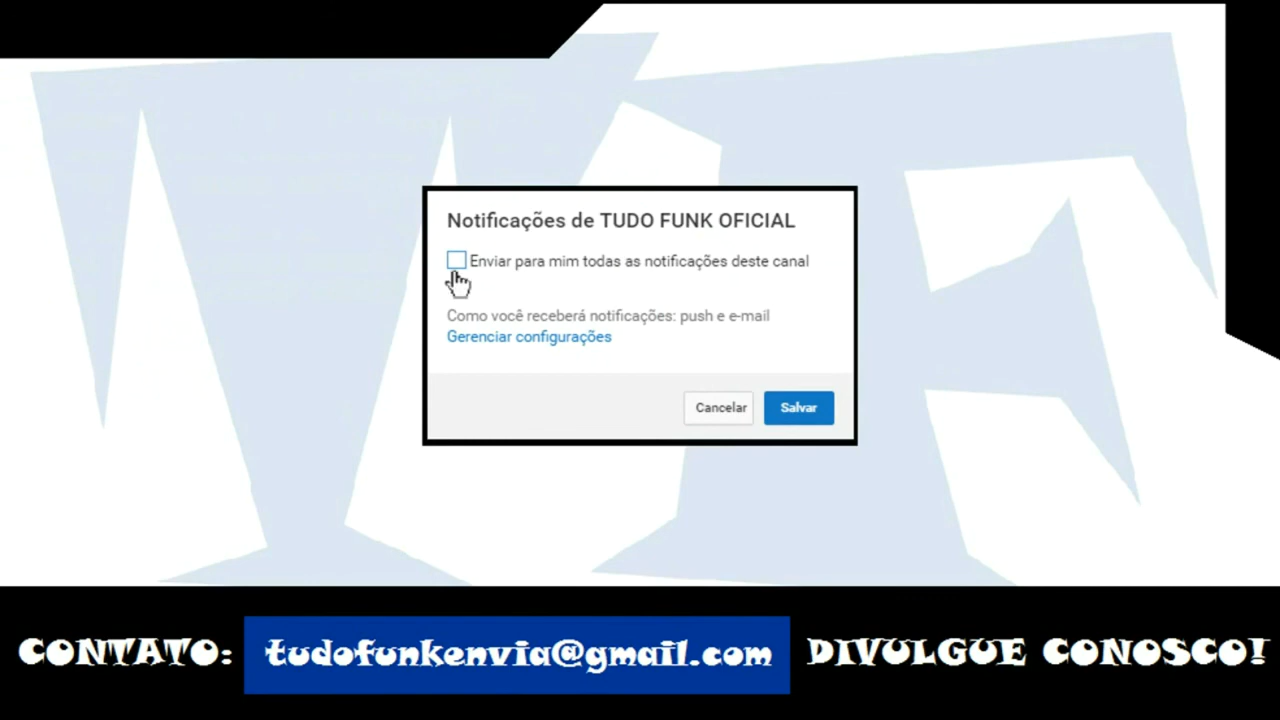 Notificações de TUDO FUNK OFICIAL
Enviar para mim todas as notificações deste canal
Como você receberá notificações: push e e-mail
Gerenciar configurações
Cancelar Salvar
CONTATO: tudofunkenvia@gmail.com DIVULGUE CONOSCO!